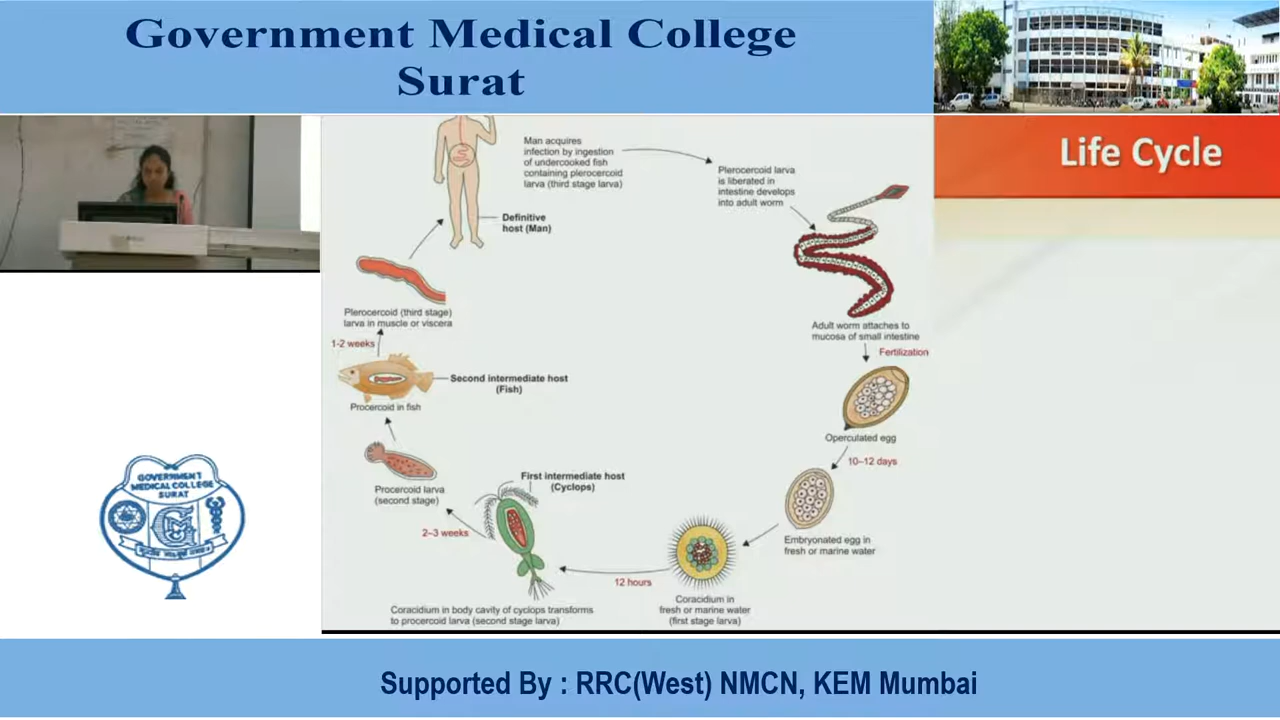 Government Medical College
Surat
Life Cycle
Man acquires
infection by ingestion
of undercooked fish
containing plerocercoid
larva (third stage larva)
Plerocercoid larva
is liberated in
intestine develops
into adult worm
Definitive
host (Man)
Plerocercoid (third stage)
larva in muscle or viscera
Adult worm attaches to
mucosa of small intestine
1-2 weeks
Fertilization
Second intermediate host
(Fish)
Procercoid in fish
Operculated egg
10–12 days
First intermediate host
(Cyclops)
Procercoid larva
(second stage)
2–3 weeks
Embryonated egg in
fresh or marine water
12 hours
Coracidium in body cavity of cyclops transforms
to procercoid larva (second stage larva)
Coracidium in
fresh or marine water
(first stage larva)
GOVERNMENT
MEDICAL COLLEGE
SURAT
Supported By : RRC(West) NMCN, KEM Mumbai